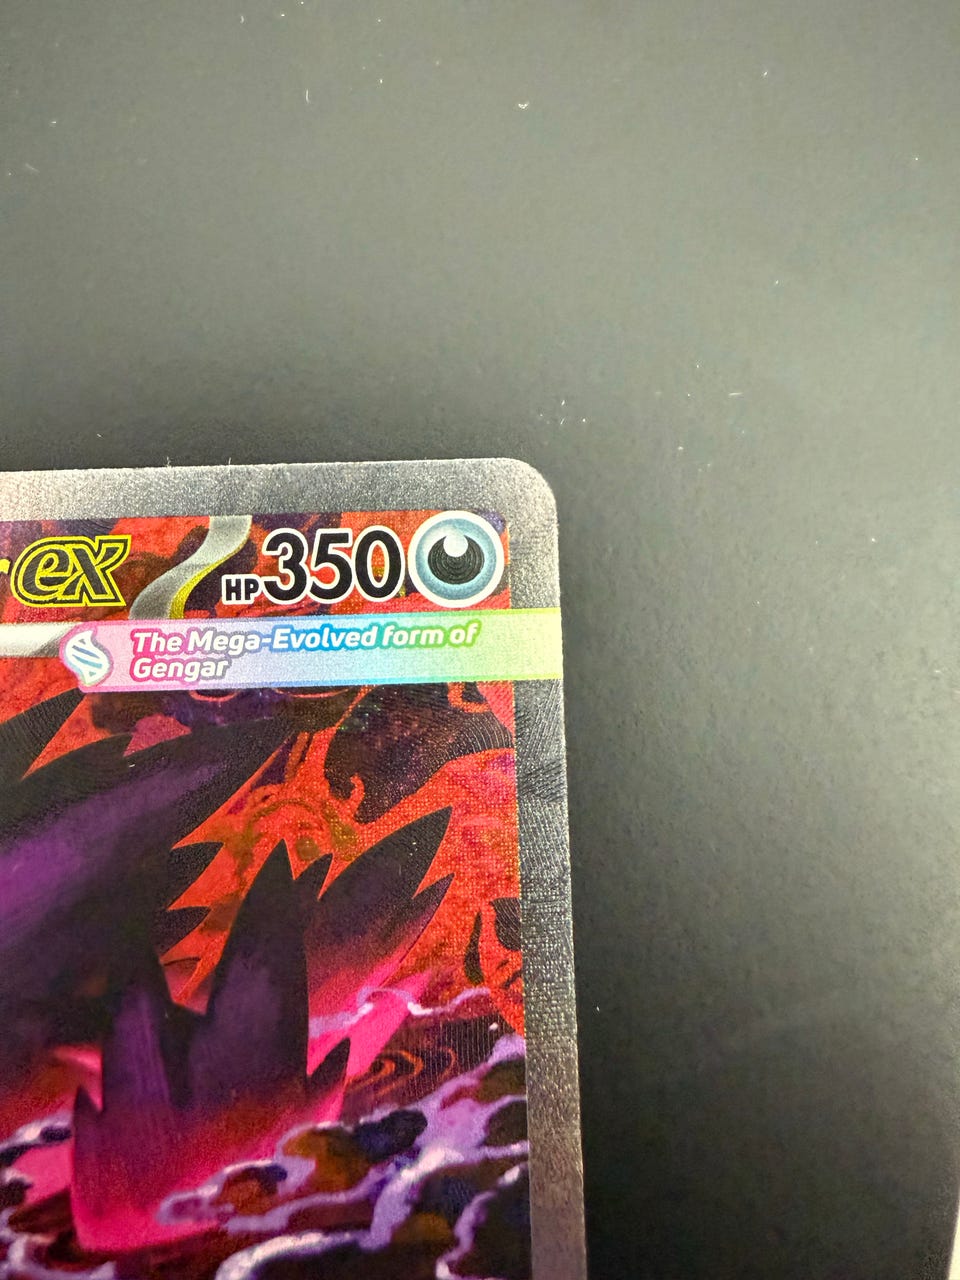 ex HP350
The Mega-Evolved form of
Gengar